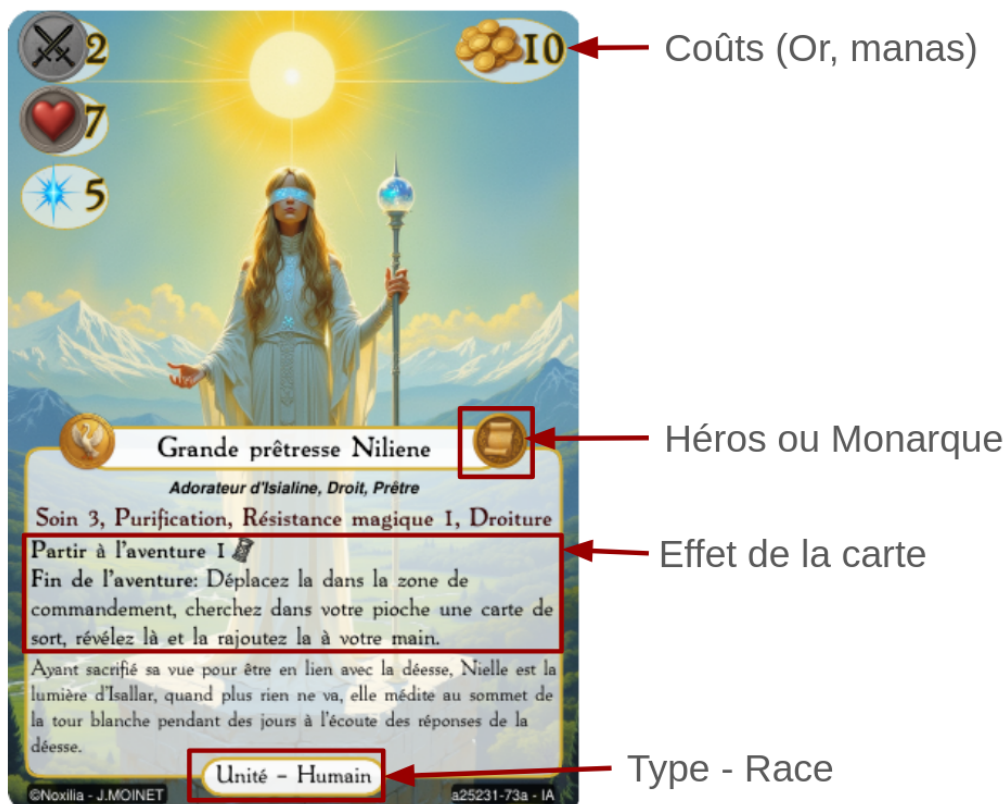 2
10
Coûts (Or, manas)
7
5
Grande prêtresse Niliene
Héros ou Monarque
Adorateur d'Isialine, Droit, Prêtre
Soin 3, Purification, Résistance magique 1, Droiture
Partir à l'aventure 1
Effet de la carte
Fin de l'aventure: Déplacez la dans la zone de
commandement, cherchez dans votre pioche une carte de
sort, révélez là et la rajoutez la à votre main.
Ayant sacrifié sa vue pour être en lien avec la déesse, Nielle est la
lumière d'Isallar, quand plus rien ne va, elle médite au sommet de
la tour blanche pendant des jours à l'écoute des réponses de la
déesse.
Unité - Humain
Type - Race
©Noxilia - J.MOINET
a25231-73a - IA